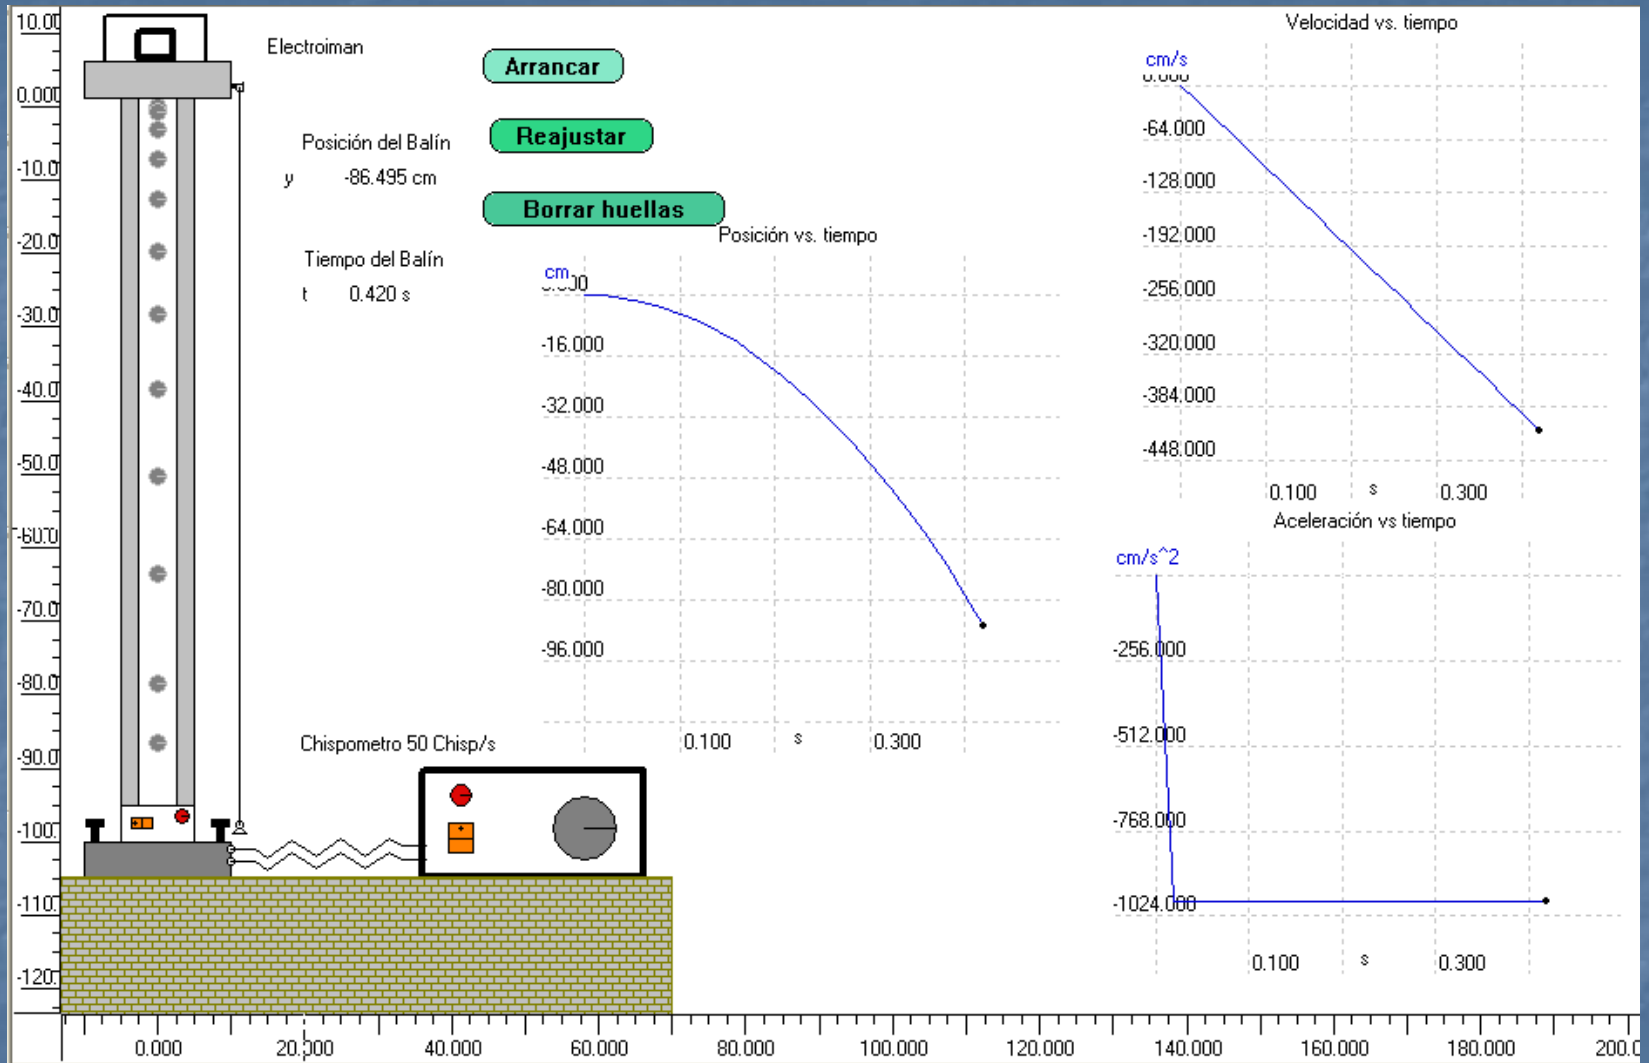 Electroiman
Arrancar
Posición del Balín
y -86.495 cm
Reajustar
Borrar huellas
Tiempo del Balín
t 0.420 s
Chispometro 50 Chisp/s
10.00
0.000
-10.0
-20.0
-30.0
-40.0
-50.0
-60.0
-70.0
-80.0
-90.0
-100.
-110.
-120.
0.000 20.000 40.000 60.000 80.000 100.000 120.000 140.000 160.000 180.000 200.0
Posición vs. tiempo
cm
0.000
-16.000
-32.000
-48.000
-64.000
-80.000
-96.000
0.100 s 0.300
Velocidad vs. tiempo
cm/s
0.000
-64.000
-128.000
-192.000
-256.000
-320.000
-384.000
-448.000
0.100 s 0.300
Aceleración vs tiempo
cm/s^2
-256.000
-512.000
-768.000
-1024.000
0.100 s 0.300